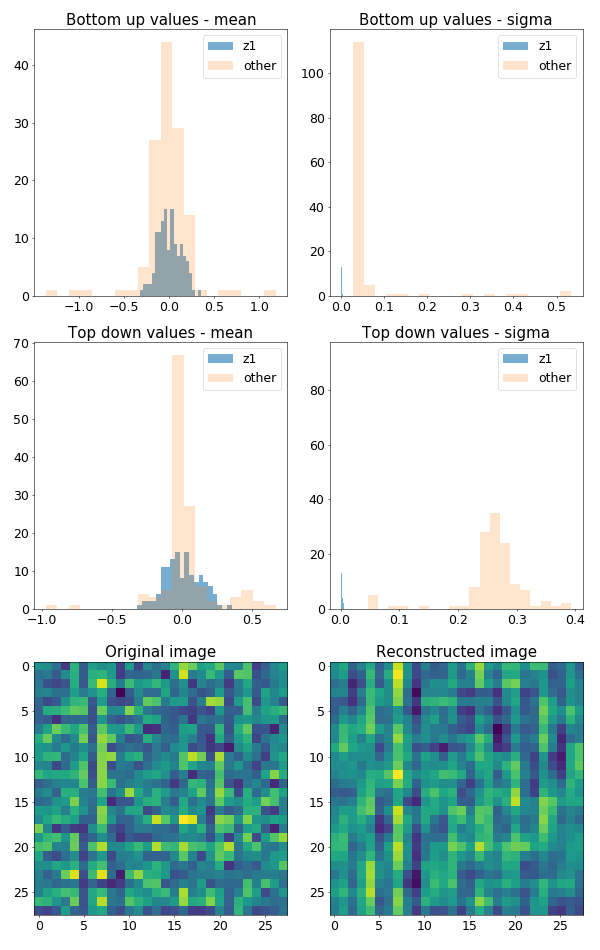 Bottom up values - mean
z1
other
40
30
20
10
0
−1.0 −0.5 0.0 0.5 1.0
Bottom up values - sigma
z1
other
120
100
80
60
40
20
0
0.0 0.1 0.2 0.3 0.4 0.5
Top down values - mean
z1
other
70
60
50
40
30
20
10
0
−1.0 −0.5 0.0 0.5
Top down values - sigma
z1
other
80
60
40
20
0
0.0 0.1 0.2 0.3 0.4
Original image
0
5
10
15
20
25
0 5 10 15 20 25
Reconstructed image
0
5
10
15
20
25
0 5 10 15 20 25